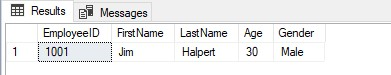 Results Messages
EmployeeID FirstName LastName Age Gender
1 1001 Jim Halpert 30 Male